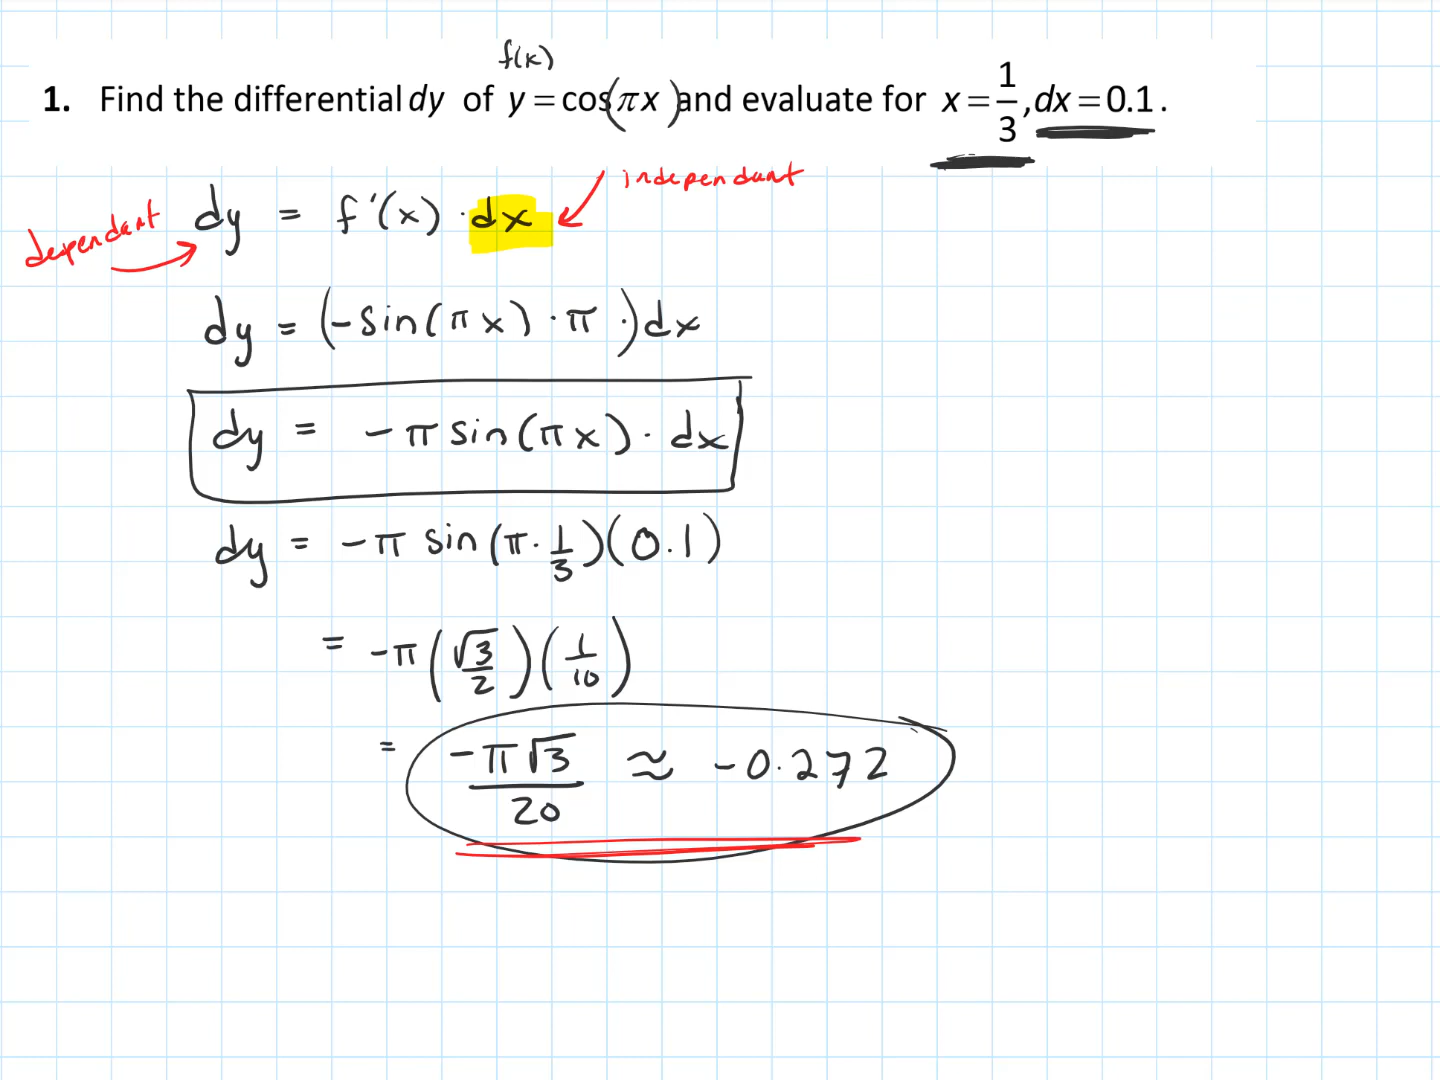 f(x)
1. Find the differential dy of y = cos(πx) and evaluate for x = 1/3, dx = 0.1.
independant
dependant
dy = f'(x) · dx
dy = (-sin(πx) · π ·)dx
dy = -π sin(πx) · dx
dy = -π sin(π · 1/3)(0.1)
= -π(√3/2)(1/10)
= -π√3/20 ≈ -0.272